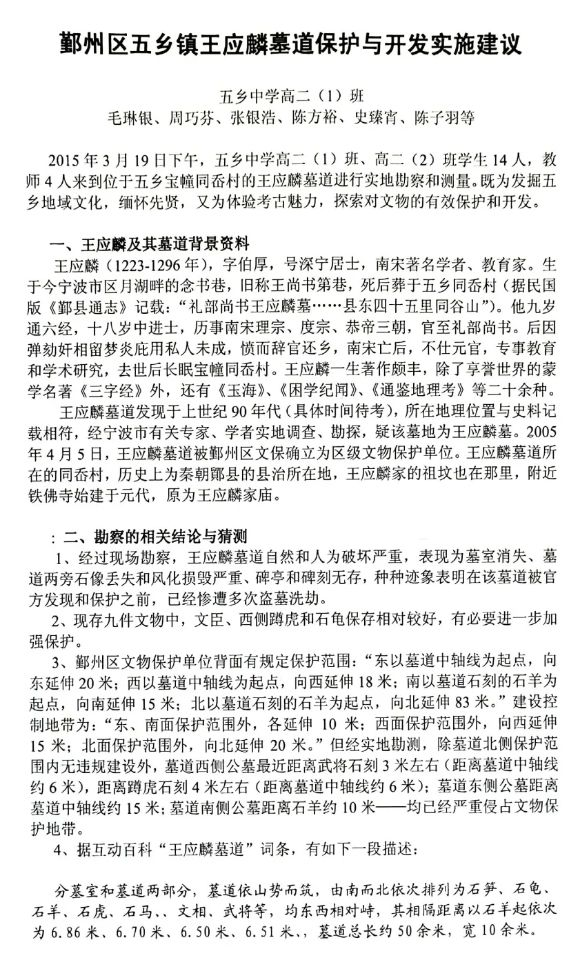 鄞州区五乡镇王应麟墓道保护与开发实施建议
五乡中学高二（1）班
毛琳银、周巧芬、张银浩、陈方裕、史臻宵、陈子羽等
2015 年 3 月 19 日下午，五乡中学高二（1）班、高二（2）班学生 14 人，教
师 4 人来到位于五乡宝幢同岙村的王应麟墓道进行实地勘察和测量。既为发掘五
乡地域文化，缅怀先贤，又为体验考古魅力，探索对文物的有效保护和开发。
一、王应麟及其墓道背景资料
王应麟（1223-1296 年），字伯厚，号深宁居士，南宋著名学者、教育家。生
于今宁波市区月湖畔的念书巷，旧称王尚书第巷，死后葬于五乡同岙村（据民国
版《鄞县通志》记载：“礼部尚书王应麟墓……县东四十五里同谷山”）。他九岁
通六经，十八岁中进士，历事南宋理宗、度宗、恭帝三朝，官至礼部尚书。后因
弹劾奸相留梦炎庇用私人未成，愤而辞官还乡，南宋亡后，不仕元官，专事教育
和学术研究，去世后长眠宝幢同岙村。王应麟一生著作颇丰，除了享誉世界的蒙
学名著《三字经》外，还有《玉海》、《困学纪闻》、《通鉴地理考》等二十余种。
王应麟墓道发现于上世纪 90 年代（具体时间待考），所在地理位置与史料记
载相符，经宁波市有关专家、学者实地调查、勘探，疑该墓地为王应麟墓。2005
年 4 月 5 日，王应麟墓道被鄞州区文保确立为区级文物保护单位。王应麟墓道所
在的同岙村，历史上为秦朝鄮县的县治所在地，王应麟家的祖坟也在那里，附近
铁佛寺始建于元代，原为王应麟家庙。
：二、勘察的相关结论与猜测
1、经过现场勘察，王应麟墓道自然和人为破坏严重，表现为墓室消失、墓
道两旁石像丢失和风化损毁严重、碑亭和碑刻无存，种种迹象表明在该墓道被官
方发现和保护之前，已经惨遭多次盗墓洗劫。
2、现存九件文物中，文臣、西侧蹲虎和石龟保存相对较好，有必要进一步加
强保护。
3、鄞州区文物保护单位背面有规定保护范围：“东以墓道中轴线为起点，向
东延伸 20 米；西以墓道中轴线为起点，向西延伸 18 米；南以墓道石刻的石羊为
起点，向南延伸 15 米；北以墓道石刻的石羊为起点，向北延伸 83 米。”建设控
制地带为：“东、南面保护范围外，各延伸 10 米；西面保护范围外，向西延伸
15 米；北面保护范围外，向北延伸 20 米。”但经实地勘测，除墓道北侧保护范
围内无违规建设外，墓道西侧公墓最近距离武将石刻 3 米左右（距离墓道中轴线
约 6 米），距离蹲虎石刻 4 米左右（距离墓道中轴线约 6 米）；墓道东侧公墓距离
墓道中轴线约 15 米；墓道南侧公墓距离石羊约 10 米——均已经严重侵占文物保
护地带。
4、据互动百科“王应麟墓道”词条，有如下一段描述：
分墓室和墓道两部分，墓道依山势而筑，由南而北依次排列为石笋、石龟、
石羊、石虎、石马、、文相、武将等，均东西相对峙，其相隔距离以石羊起依次
为 6.86 米、6.70 米、6.50 米、6.51 米、，墓道总长约 50 余米，宽 10 余米。